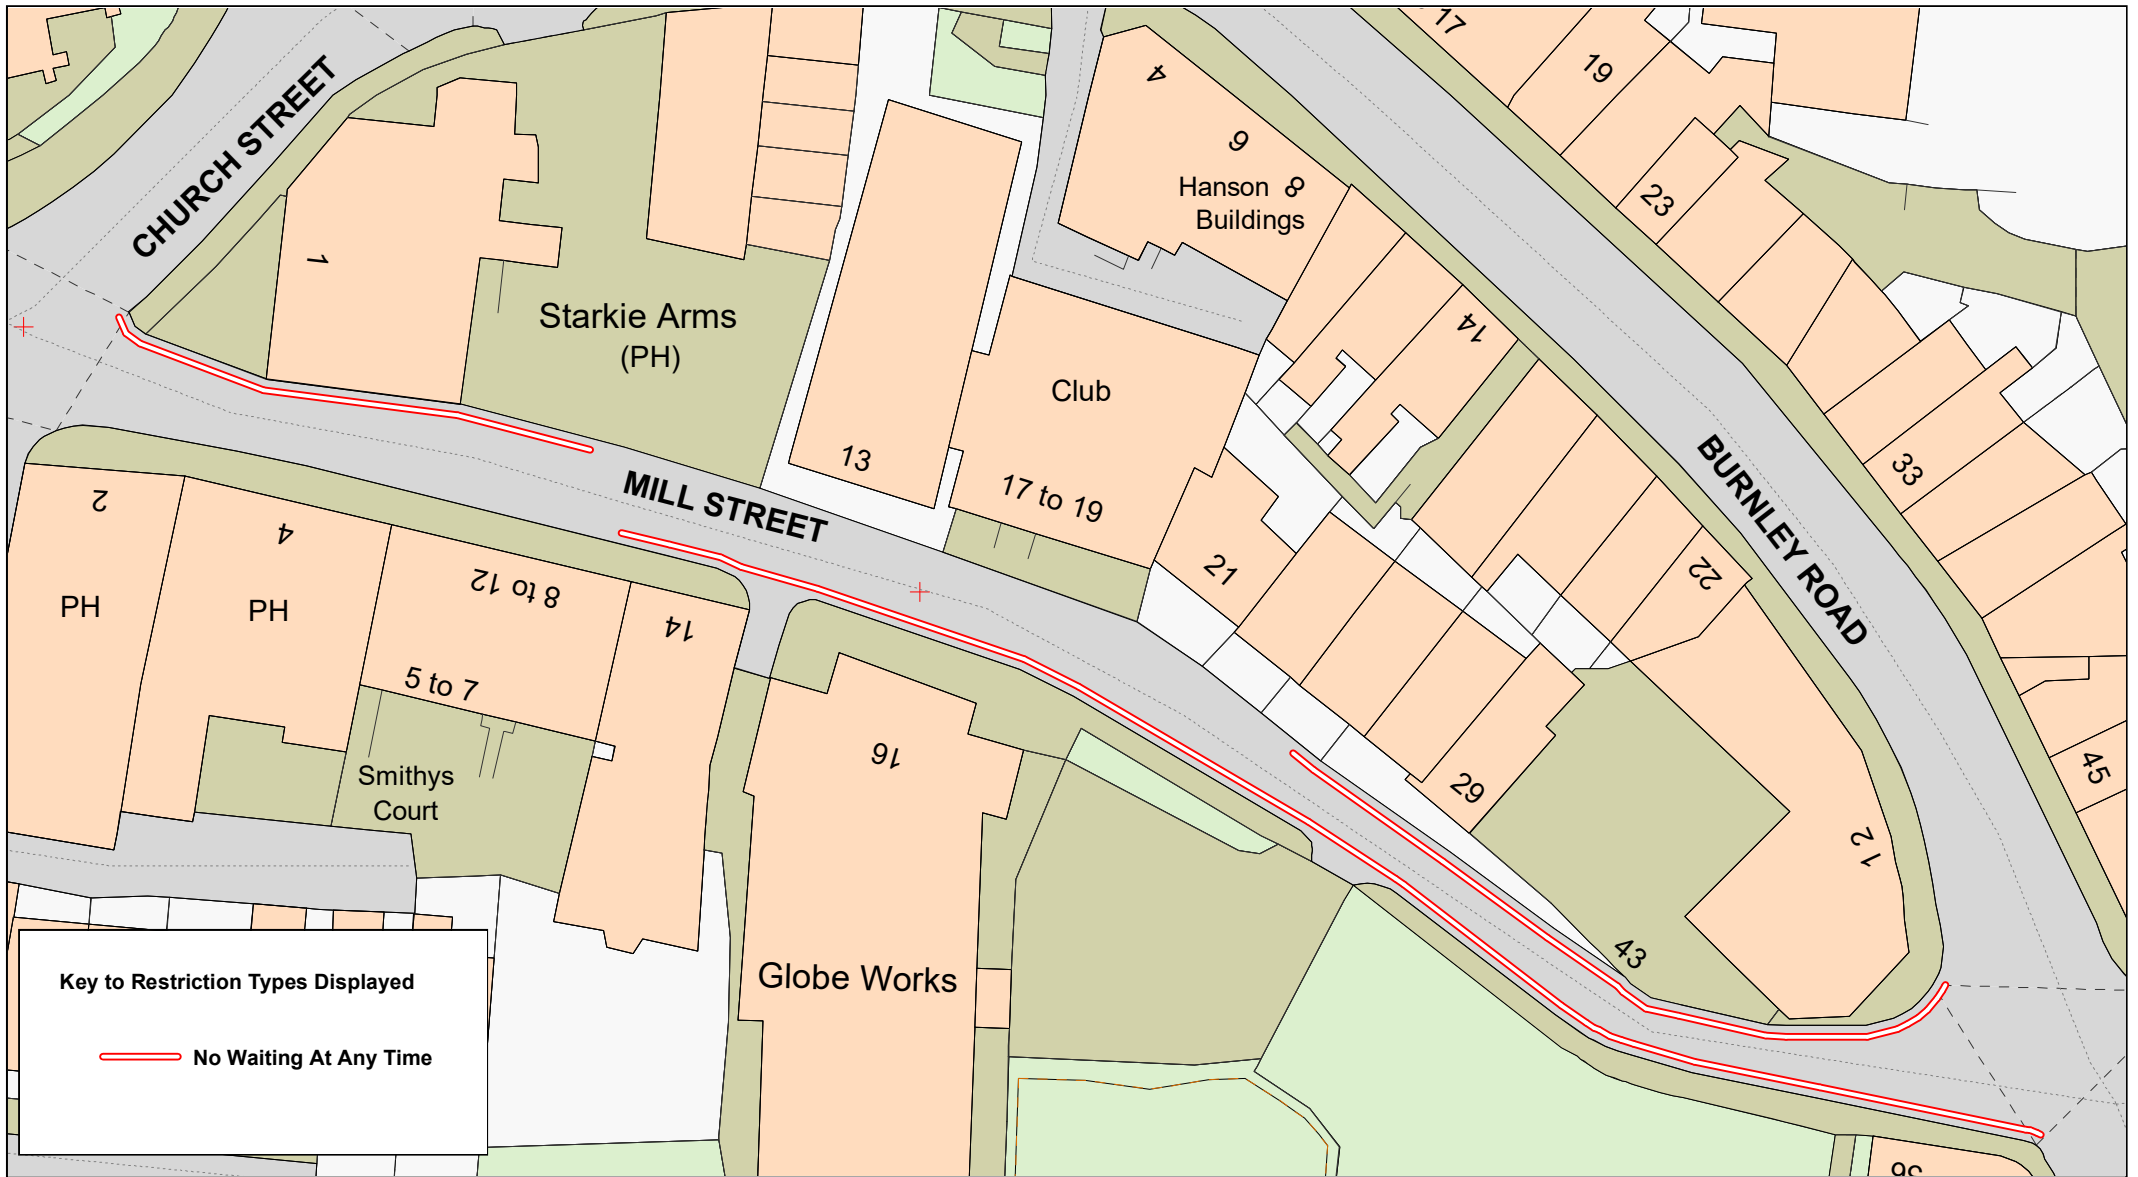 CHURCH STREET
1
Starkie Arms
(PH)
13
Club
17 to 19
4
6
8
Hanson
Buildings
14
22
12
17
19
23
33
45
BURNLEY ROAD
MILL STREET
21
29
43
2
PH
4
PH
8 to 12
5 to 7
14
Smithys
Court
16
Globe Works
Key to Restriction Types Displayed
No Waiting At Any Time